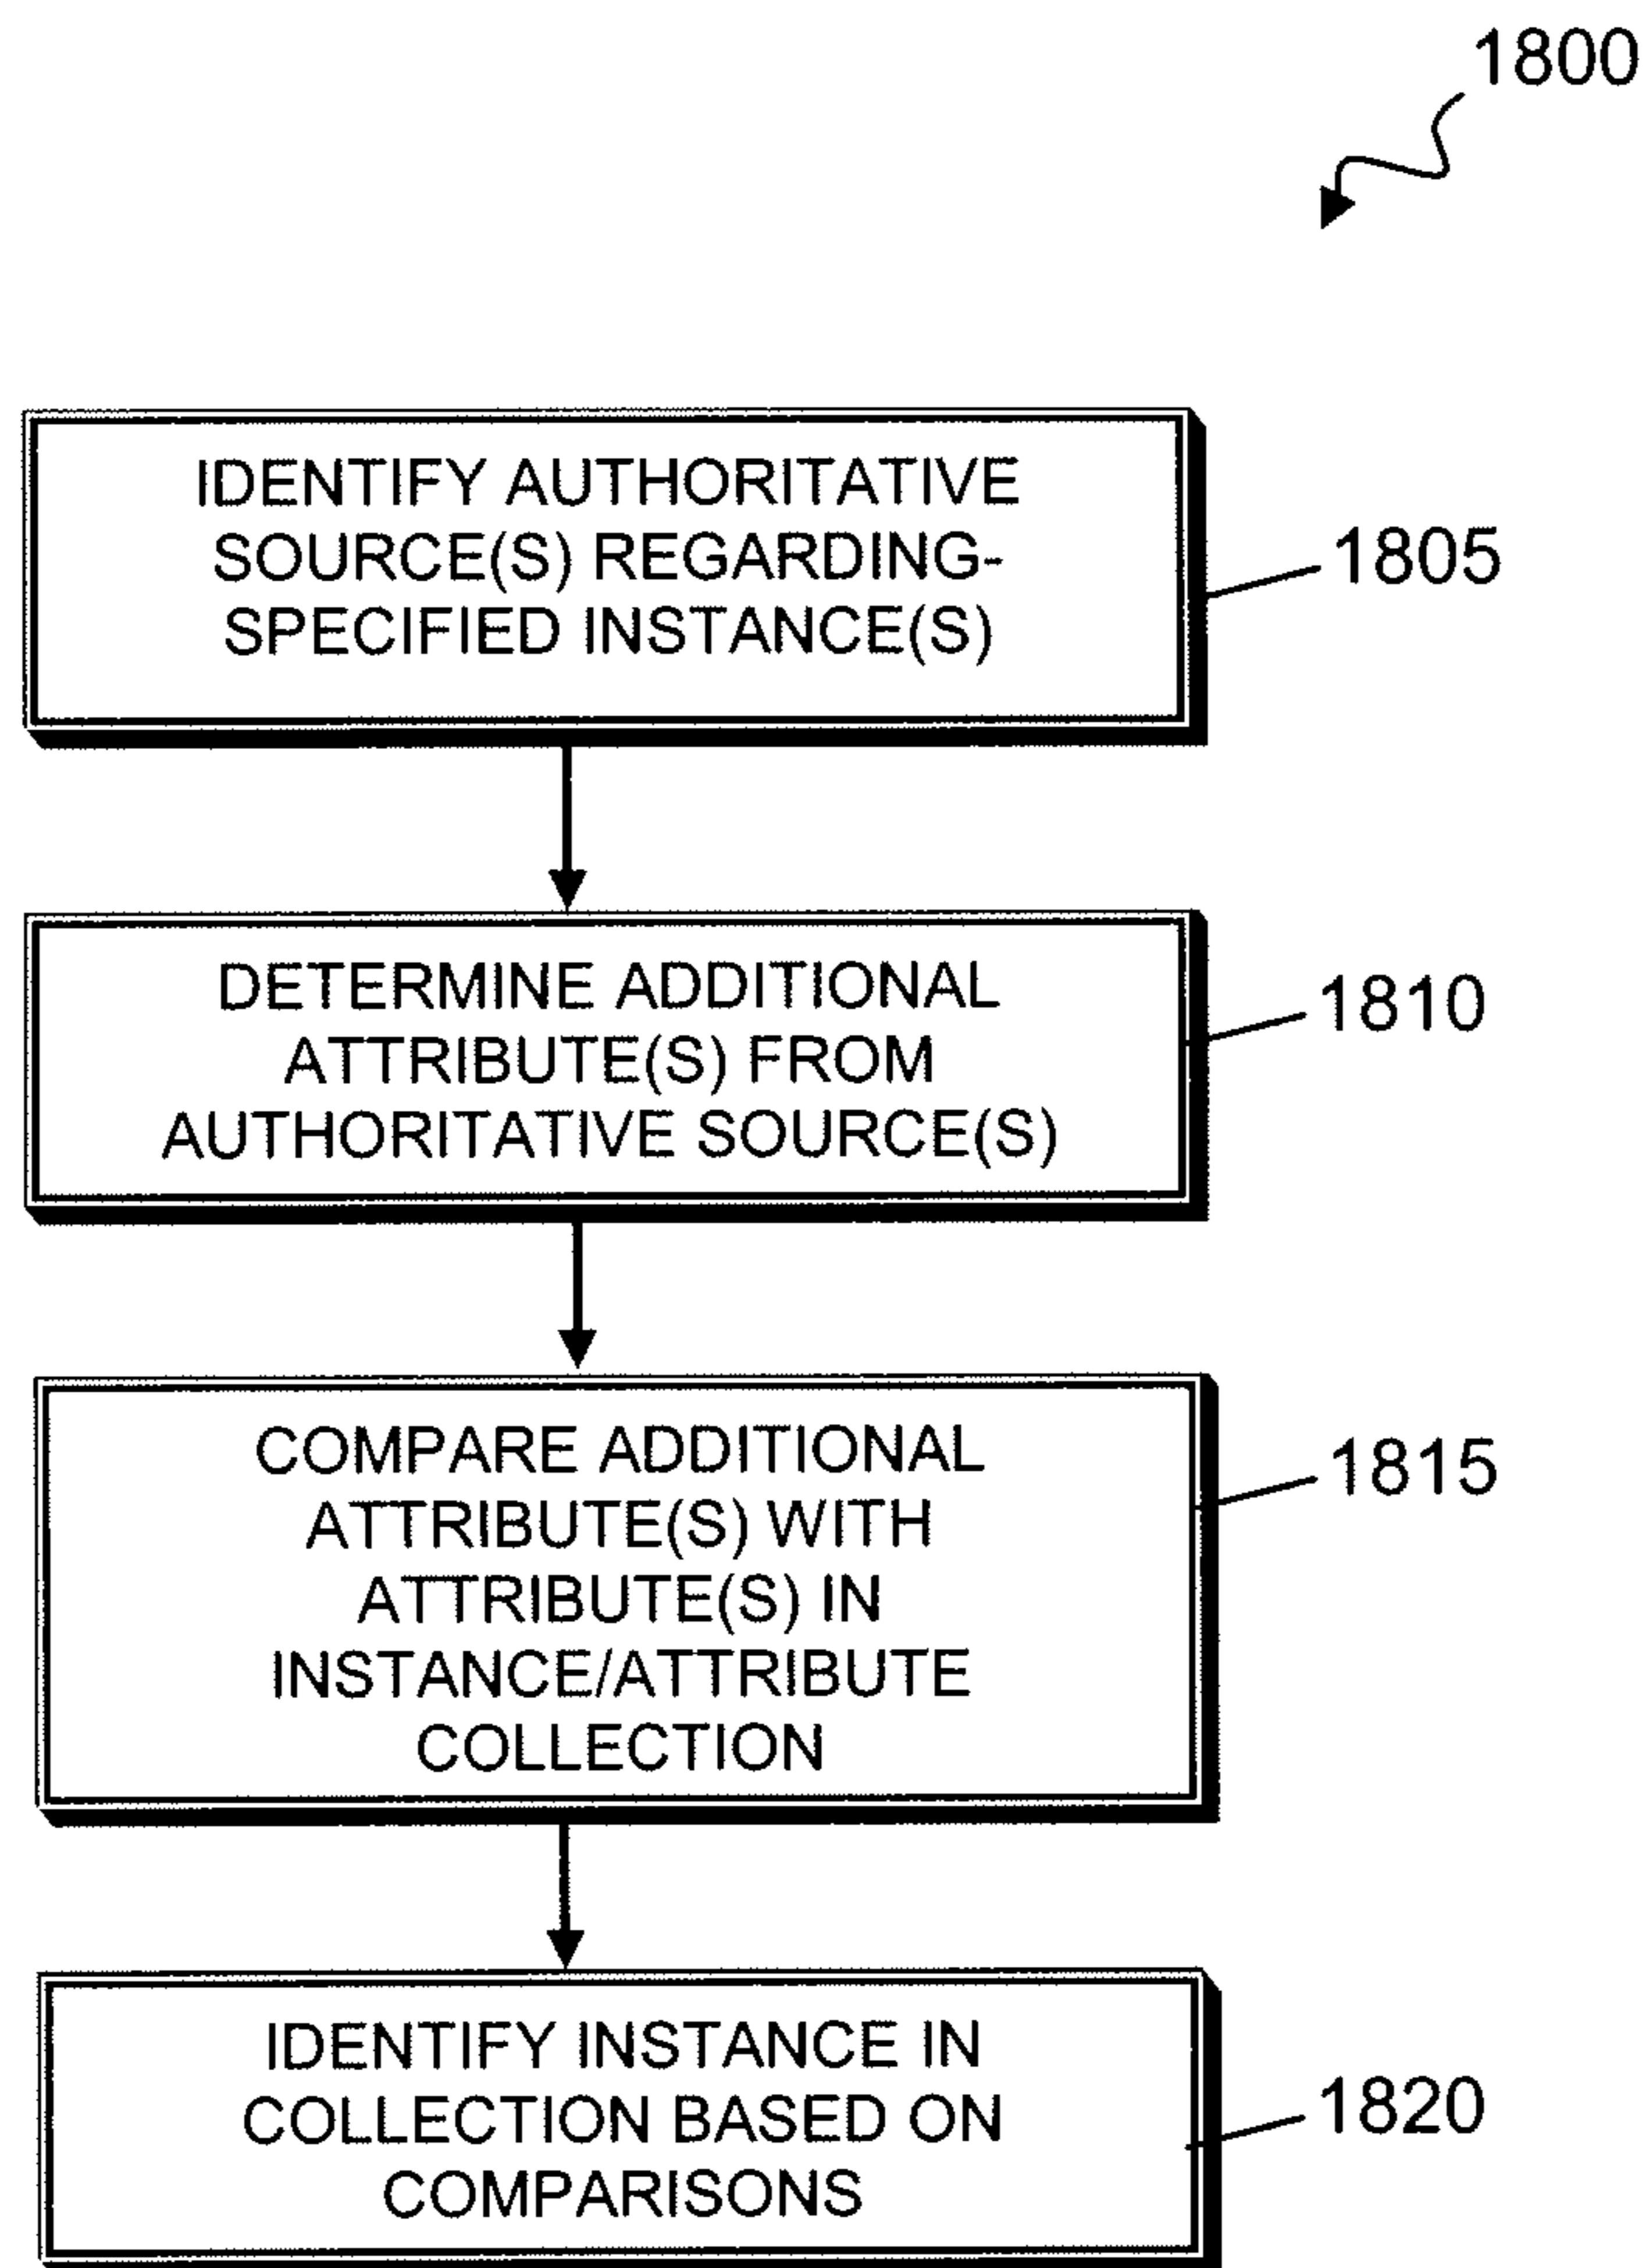 1800
IDENTIFY AUTHORITATIVE
SOURCE(S) REGARDING-
SPECIFIED INSTANCE(S)
1805
DETERMINE ADDITIONAL
ATTRIBUTE(S) FROM
AUTHORITATIVE SOURCE(S)
1810
COMPARE ADDITIONAL
ATTRIBUTE(S) WITH
ATTRIBUTE(S) IN
INSTANCE/ATTRIBUTE
COLLECTION
1815
IDENTIFY INSTANCE IN
COLLECTION BASED ON
COMPARISONS
1820